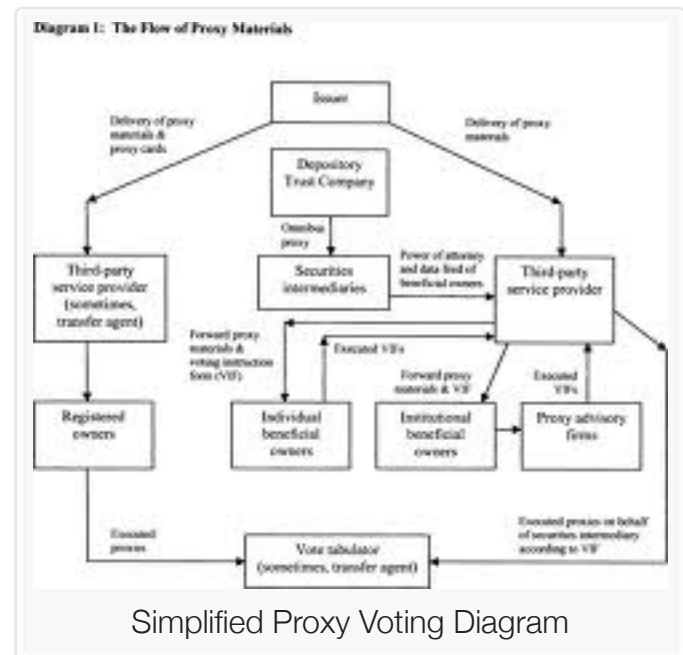 Diagram 1: The Flow of Proxy Materials
Issuer
Delivery of proxy
materials &
proxy cards
Delivery of proxy
materials
Depository
Trust Company
Omnibus
proxy
Third-party
service provider
(sometimes,
transfer agent)
Securities
intermediaries
Power of attorney
and data feed of
beneficial owners
Third-party
service provider
Forward proxy
materials &
voting instruction
form (VIF)
Executed VIFs
Forward proxy
materials & VIF
Executed
VIFs
Registered
owners
Individual
beneficial
owners
Institutional
beneficial
owners
Proxy advisory
firms
Executed
proxies
Vote tabulator
(sometimes, transfer agent)
Executed proxies on behalf
of securities intermediary
according to VIF
Simplified Proxy Voting Diagram